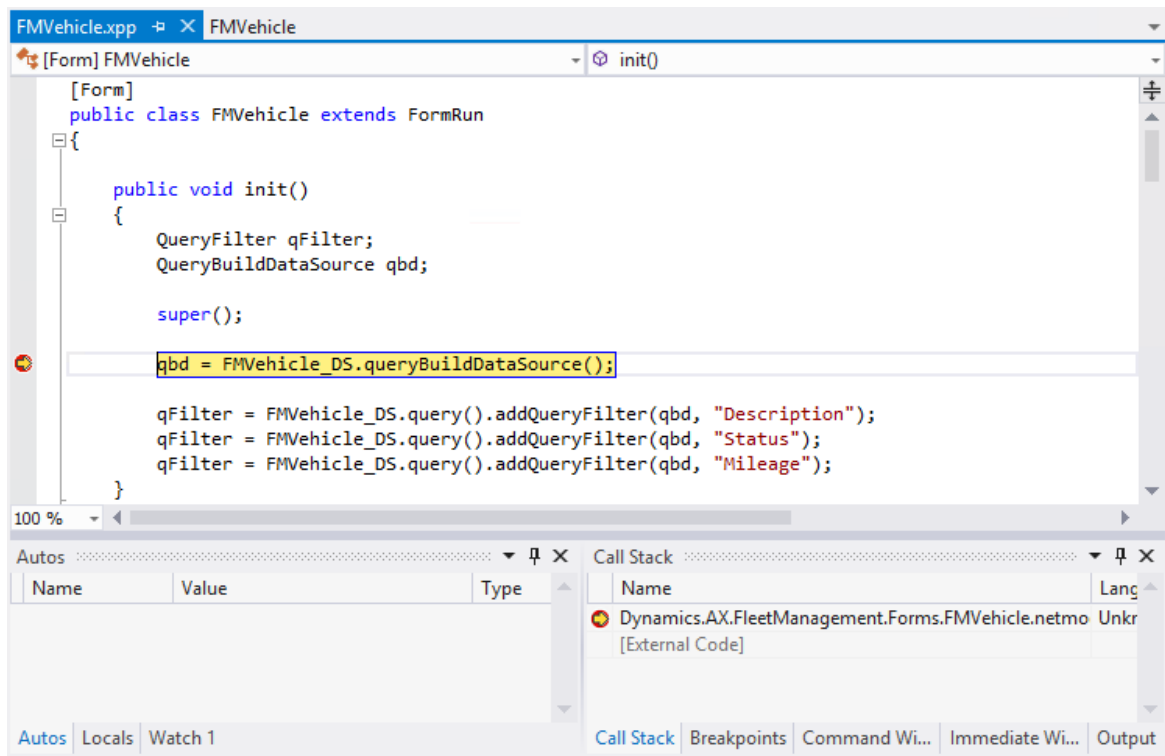 FMVehicle.xpp FMVehicle
[Form] FMVehicle init()
[Form]
public class FMVehicle extends FormRun
{
public void init()
{
QueryFilter qFilter;
QueryBuildDataSource qbd;
super();
qbd = FMVehicle_DS.queryBuildDataSource();
qFilter = FMVehicle_DS.query().addQueryFilter(qbd, "Description");
qFilter = FMVehicle_DS.query().addQueryFilter(qbd, "Status");
qFilter = FMVehicle_DS.query().addQueryFilter(qbd, "Mileage");
}
100 %
Autos
Name Value Type
Autos Locals Watch 1
Call Stack
Name Lang
Dynamics.AX.FleetManagement.Forms.FMVehicle.netmo Unkr
[External Code]
Call Stack Breakpoints Command Wi... Immediate Wi... Output